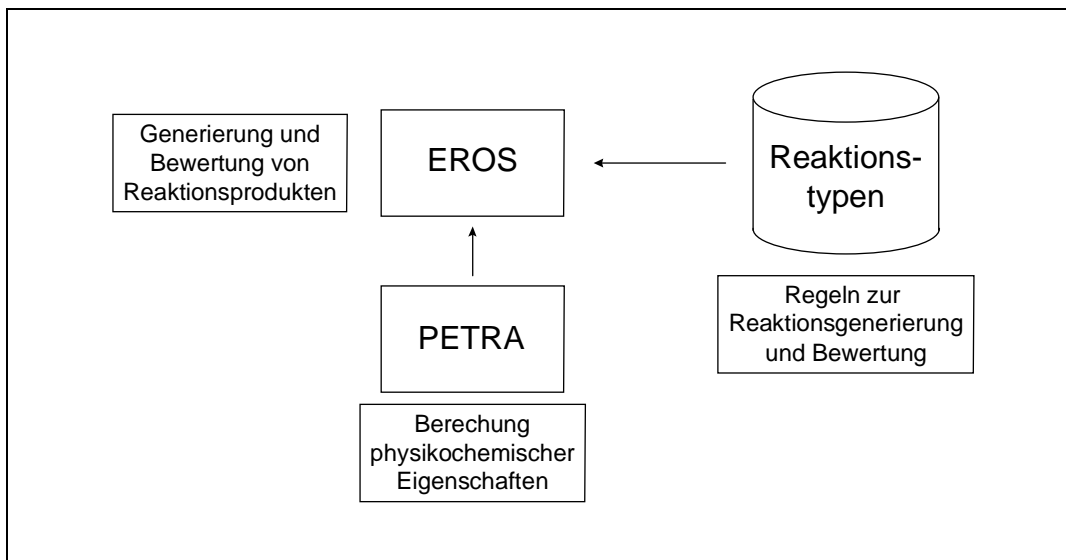 Generierung und
Bewertung von
Reaktionsprodukten
EROS
Reaktions-
typen
PETRA
Regeln zur
Reaktionsgenerierung
und Bewertung
Berechung
physikochemischer
Eigenschaften